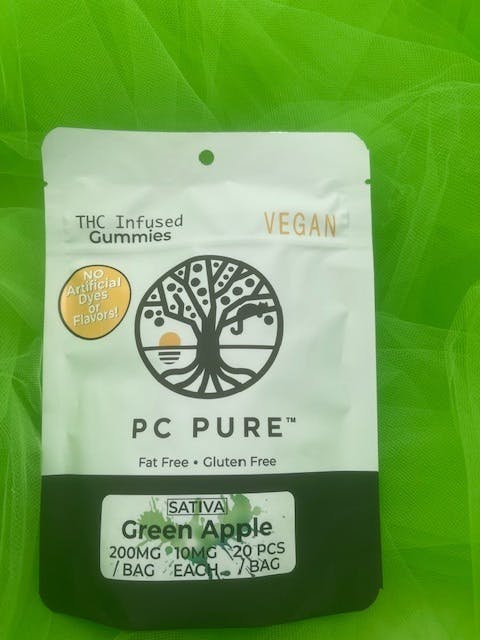 THC Infused
Gummies
VEGAN
NO
Artificial
Dyes
or
Flavors!
PC PURE™
Fat Free • Gluten Free
SATIVA
Green Apple
200MG 10MG 20 PCS
/ BAG EACH / BAG